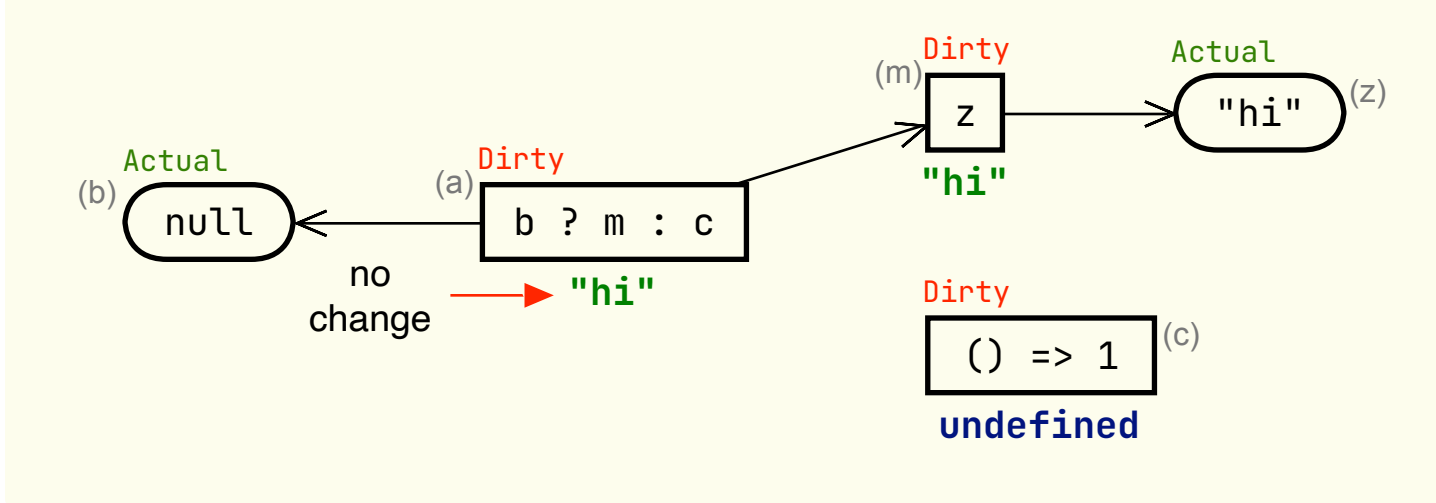 Dirty
Actual
(m)
z
"hi"
(z)
"hi"
Actual
Dirty
(b)
null
(a)
b ? m : c
no
change
"hi"
Dirty
() => 1
(c)
undefined